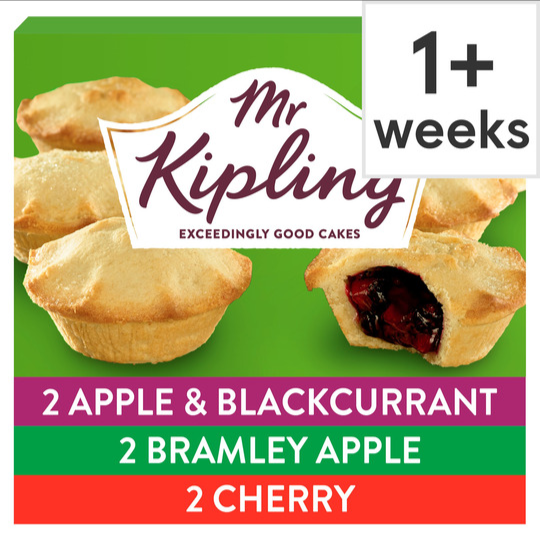 1+
weeks
Mr
Kipling
EXCEEDINGLY GOOD CAKES
2 APPLE & BLACKCURRANT
2 BRAMLEY APPLE
2 CHERRY